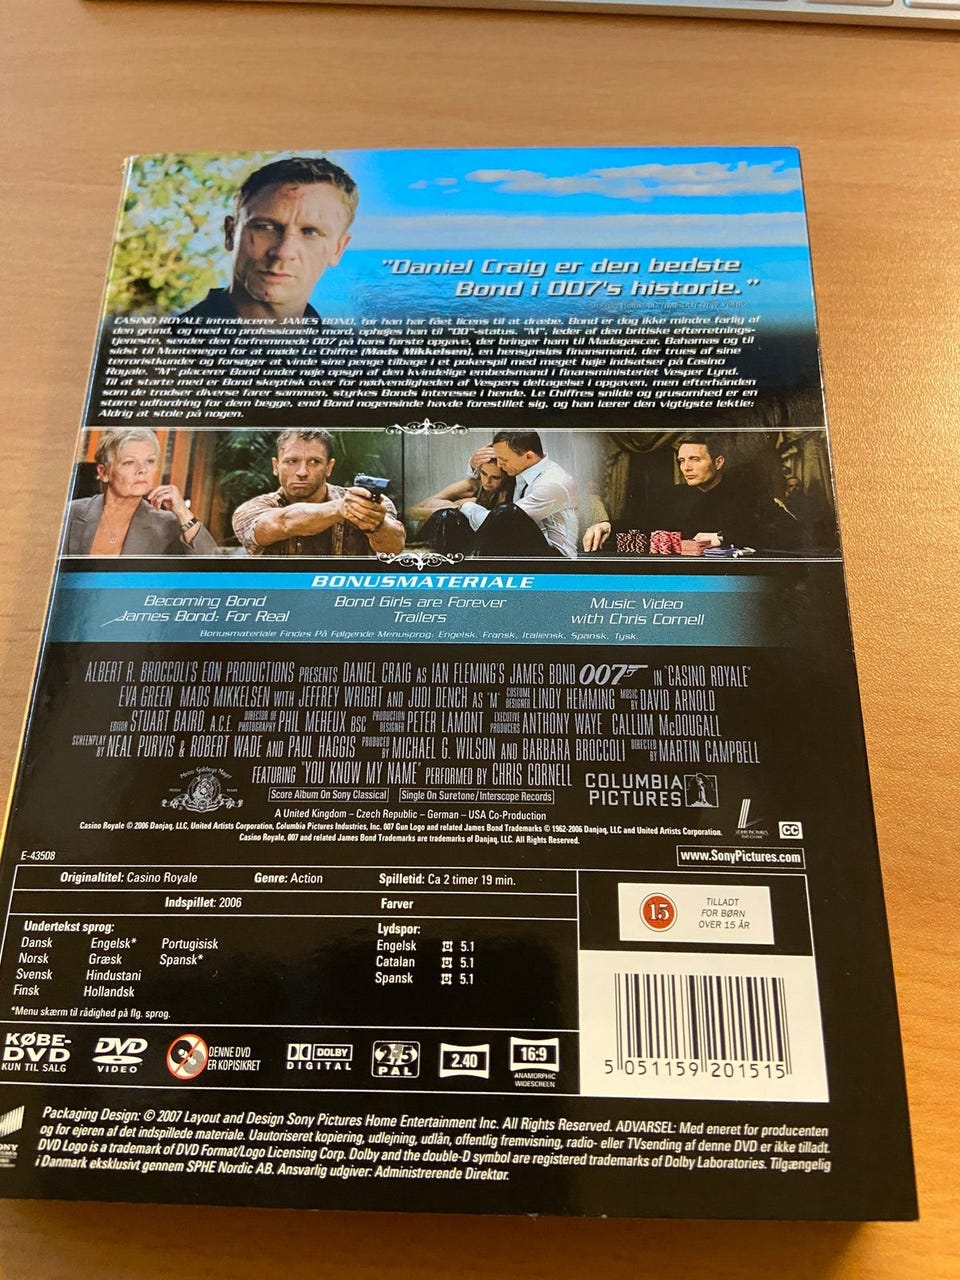 "Daniel Craig er den bedste
Bond i 007's historie."
CASINO ROYALE introducerer JAMES BOND, før han har fået licens til at dræbe. Bond er dog ikke mindre farlig af
den grund, og med to professionelle mord, ophøjes han til "00"-status. "M", leder af den britiske efterretnings-
tjeneste, sender den forfremmede 007 på hans første opgave, der bringer ham til Madagascar, Bahamas og til
sidst til Montenegro for at møde Le Chiffre (Mads Mikkelsen), en hensynsløs finansmand, der trues af sine
terroristkunder og forsøger at vinde sine penge tilbage i et pokerspil med meget høje indsatser på Casino
Royale. "M" placerer Bond under nøje opsyn af den kvindelige embedsmand i finansministeriet Vesper Lynd.
Til at starte med er Bond skeptisk over for nødvendigheden af Vespers deltagelse i opgaven, men efterhånden
som de trodser diverse farer sammen, styrkes Bonds interesse i hende. Le Chiffres snilde og grusomhed er en
større udfordring for dem begge, end Bond nogensinde havde forestillet sig, og han lærer den vigtigste lektie:
Aldrig at stole på nogen.
BONUSMATERIALE
Becoming Bond
James Bond: For Real
Bond Girls are Forever
Trailers
Music Video
with Chris Cornell
Bonusmateriale Findes På Følgende Menusprog: Engelsk, Fransk, Italiensk, Spansk, Tysk.
ALBERT R. BROCCOLI'S EON PRODUCTIONS PRESENTS DANIEL CRAIG AS IAN FLEMING'S JAMES BOND 007 IN "CASINO ROYALE"
EVA GREEN MADS MIKKELSEN WITH JEFFREY WRIGHT AND JUDI DENCH AS "M" COSTUME DESIGNER LINDY HEMMING MUSIC BY DAVID ARNOLD
EDITOR STUART BAIRD, A.C.E. DIRECTOR OF PHOTOGRAPHY PHIL MEHEUX BSC PRODUCTION DESIGNER PETER LAMONT EXECUTIVE PRODUCERS ANTHONY WAYE CALLUM McDOUGALL
SCREENPLAY BY NEAL PURVIS & ROBERT WADE AND PAUL HAGGIS PRODUCED BY MICHAEL G. WILSON AND BARBARA BROCCOLI DIRECTED BY MARTIN CAMPBELL
FEATURING "YOU KNOW MY NAME" PERFORMED BY CHRIS CORNELL
Metro Goldwyn Mayer
Score Album On Sony Classical
Single On Suretone/Interscope Records
COLUMBIA
PICTURES
A United Kingdom – Czech Republic – German – USA Co-Production
Casino Royale © 2006 Danjaq, LLC, United Artists Corporation, Columbia Pictures Industries, Inc. 007 Gun Logo and related James Bond Trademarks © 1962-2006 Danjaq, LLC and United Artists Corporation.
Casino Royale, 007 and related James Bond Trademarks are trademarks of Danjaq, LLC. All Rights Reserved.
CC
E-43508
www.SonyPictures.com
Originaltitel: Casino Royale
Genre: Action
Spilletid: Ca 2 timer 19 min.
Indspillet: 2006
Farver
Undertekst sprog:
Dansk Engelsk* Portugisisk
Norsk Græsk Spansk*
Svensk Hindustani
Finsk Hollandsk
*Menu skærm til rådighed på flg. sprog.
Lydspor:
Engelsk 5.1
Catalan 5.1
Spansk 5.1
15
TILLADT
FOR BØRN
OVER 15 ÅR
5 051159 201515
KØBE-
DVD
KUN TIL SALG
DVD
VIDEO
DENNE DVD
ER KOPISIKRET
DOLBY
DIGITAL
2 5
PAL
2.40
16:9
ANAMORPHIC
WIDESCREEN
Packaging Design: © 2007 Layout and Design Sony Pictures Home Entertainment Inc. All Rights Reserved. ADVARSEL: Med eneret for producenten
og for ejeren af det indspillede materiale. Uautoriseret kopiering, udlejning, udlån, offentlig fremvisning, radio- eller TVsending af denne DVD er ikke tilladt.
DVD Logo is a trademark of DVD Format/Logo Licensing Corp. Dolby and the double-D symbol are registered trademarks of Dolby Laboratories. Tilgængelig
i Danmark eksklusivt gennem SPHE Nordic AB. Ansvarlig udgiver: Administrerende Direktør.